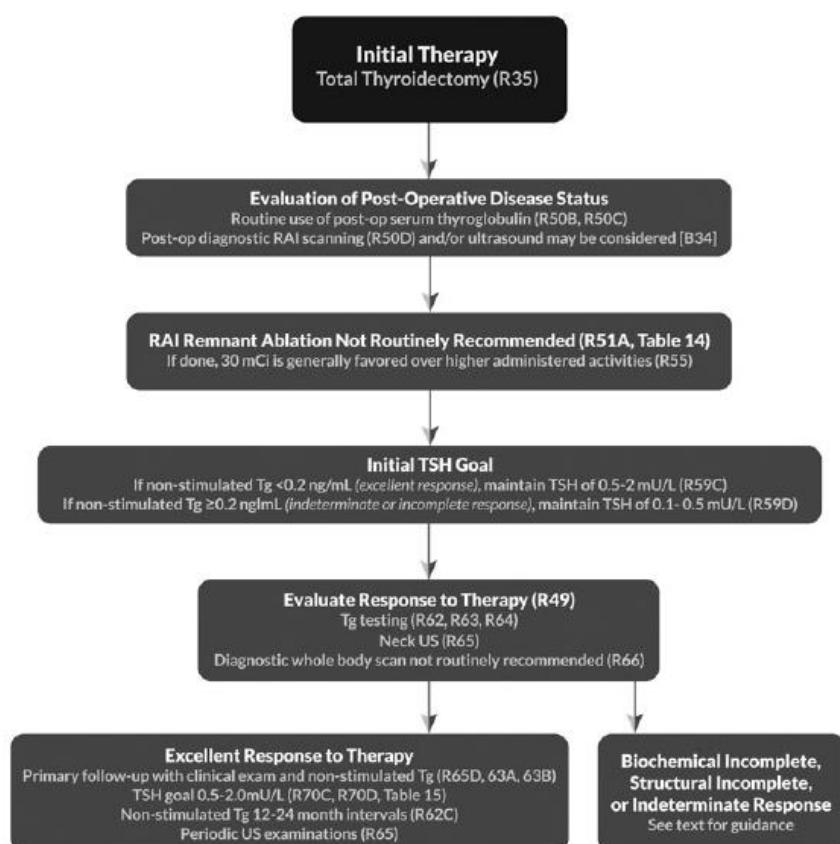 Initial Therapy
Total Thyroidectomy (R35)
Evaluation of Post-Operative Disease Status
Routine use of post-op serum thyroglobulin (R50B, R50C)
Post-op diagnostic RAI scanning (R50D) and/or ultrasound may be considered [B34]
RAI Remnant Ablation Not Routinely Recommended (R51A, Table 14)
If done, 30 mCi is generally favored over higher administered activities (R55)
Initial TSH Goal
If non-stimulated Tg <0.2 ng/mL (excellent response), maintain TSH of 0.5-2 mU/L (R59C)
If non-stimulated Tg ≥0.2 nglmL (indeterminate or incomplete response), maintain TSH of 0.1- 0.5 mU/L (R59D)
Evaluate Response to Therapy (R49)
Tg testing (R62, R63, R64)
Neck US (R65)
Diagnostic whole body scan not routinely recommended (R66)
Excellent Response to Therapy
Primary follow-up with clinical exam and non-stimulated Tg (R65D, 63A, 63B)
TSH goal 0.5-2.0mU/L (R70C, R70D, Table 15)
Non-stimulated Tg 12-24 month intervals (R62C)
Periodic US examinations (R65)
Biochemical Incomplete,
Structural Incomplete,
or Indeterminate Response
See text for guidance